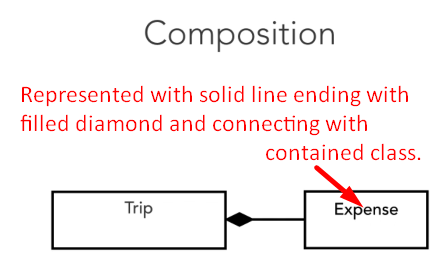 Composition
Represented with solid line ending with
filled diamond and connecting with
contained class.
Trip
Expense